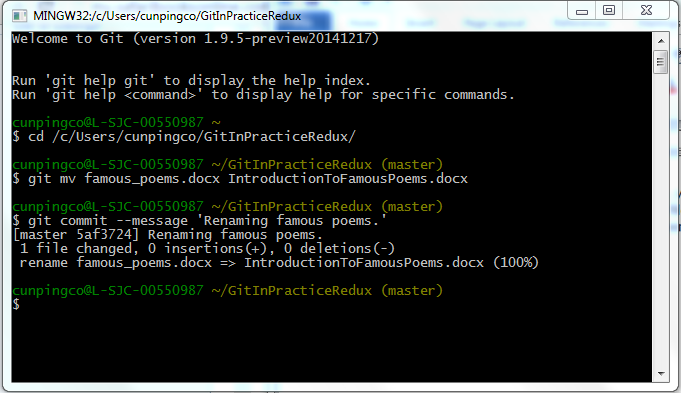 MINGW32:/c/Users/cunpingco/GitInPracticeRedux
Welcome to Git (version 1.9.5-preview20141217)
Run 'git help git' to display the help index.
Run 'git help <command>' to display help for specific commands.
cunpingco@L-SJC-00550987 ~
$ cd /c/Users/cunpingco/GitInPracticeRedux/
cunpingco@L-SJC-00550987 ~/GitInPracticeRedux (master)
$ git mv famous_poems.docx IntroductionToFamousPoems.docx
cunpingco@L-SJC-00550987 ~/GitInPracticeRedux (master)
$ git commit --message 'Renaming famous poems.'
[master 5af3724] Renaming famous poems.
 1 file changed, 0 insertions(+), 0 deletions(-)
 rename famous_poems.docx => IntroductionToFamousPoems.docx (100%)
cunpingco@L-SJC-00550987 ~/GitInPracticeRedux (master)
$